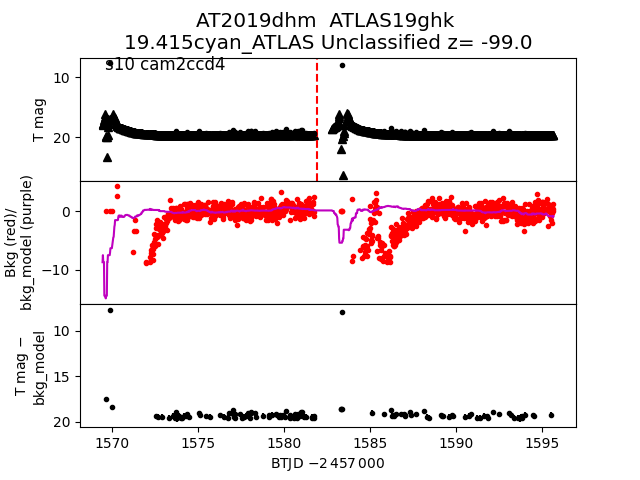 AT2019dhm  ATLAS19ghk
19.415cyan_ATLAS Unclassified z= -99.0
s10 cam2ccd4
T mag
10
20
Bkg (red)/
bkg_model (purple)
0
−10
T mag −
bkg_model
10
15
20
1570 1575 1580 1585 1590 1595
BTJD −2 457 000